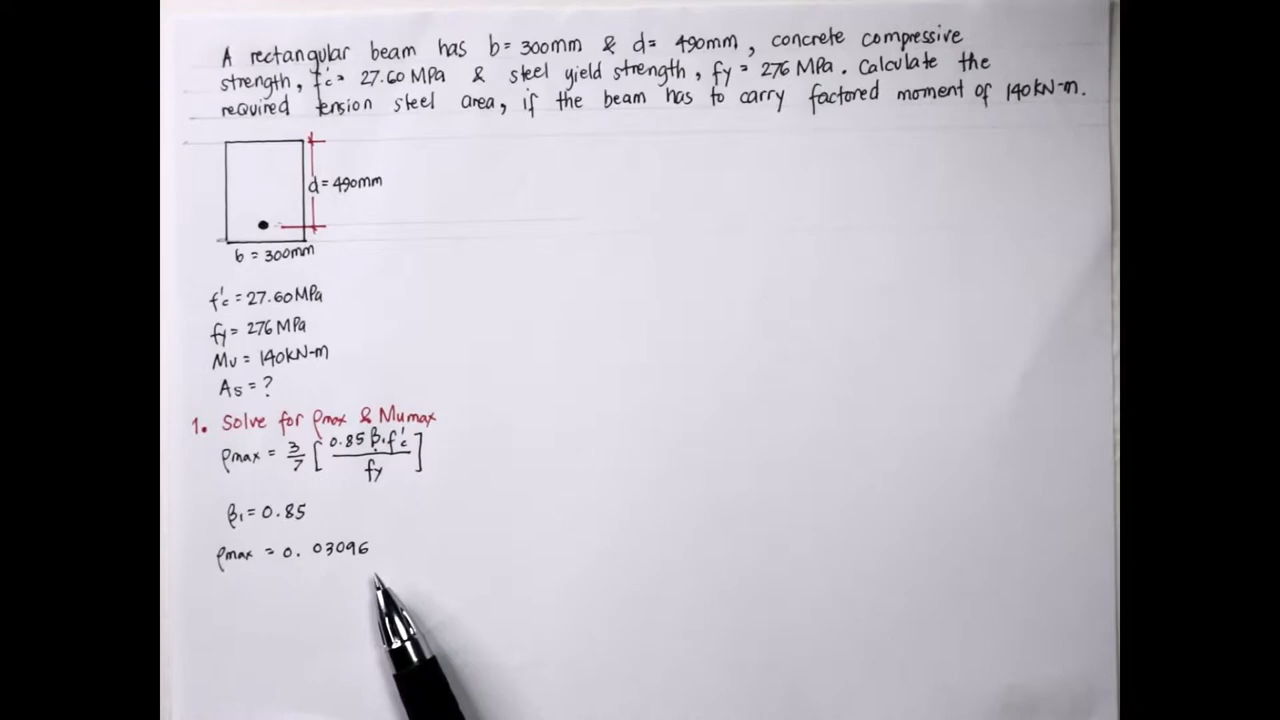 A rectangular beam has b= 300mm & d= 490mm, concrete compressive
strength, f'c= 27.60 MPa & steel yield strength, fy = 276 MPa. Calculate the
required tension steel area, if the beam has to carry factored moment of 140kN-m.
d = 490mm
b = 300mm
f'c = 27.60MPa
fy = 276 MPa
Mu = 140kN-m
As = ?
1. Solve for ρmax & Mumax
ρmax = 3/7 [ 0.85 β1 f'c / fy ]
β1 = 0.85
ρmax = 0.03096